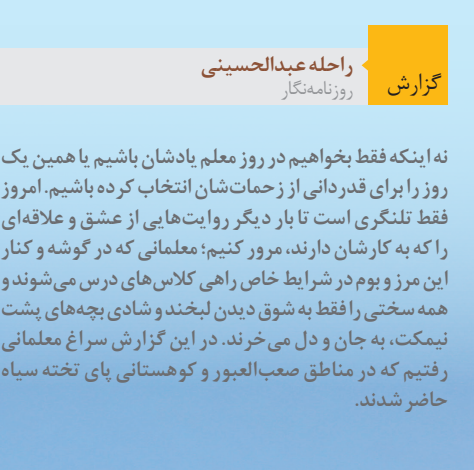 گزارش
راحله عبدالحسینی
روزنامه‌نگار
نه اینکه فقط بخواهیم در روز معلم یادشان باشیم یا همین یک
روز را برای قدردانی از زحمات‌شان انتخاب کرده باشیم. امروز
فقط تلنگری است تا بار دیگر روایت‌هایی از عشق و علاقه‌ای
را که به کارشان دارند، مرور کنیم؛ معلمانی که در گوشه و کنار
این مرز و بوم در شرایط خاص راهی کلاس‌های درس می‌شوند و
همه سختی را فقط به شوق دیدن لبخند و شادی بچه‌های پشت
نیمکت، به جان و دل می‌خرند. در این گزارش سراغ معلمانی
رفتیم که در مناطق صعب‌العبور و کوهستانی پای تخته سیاه
حاضر شدند.